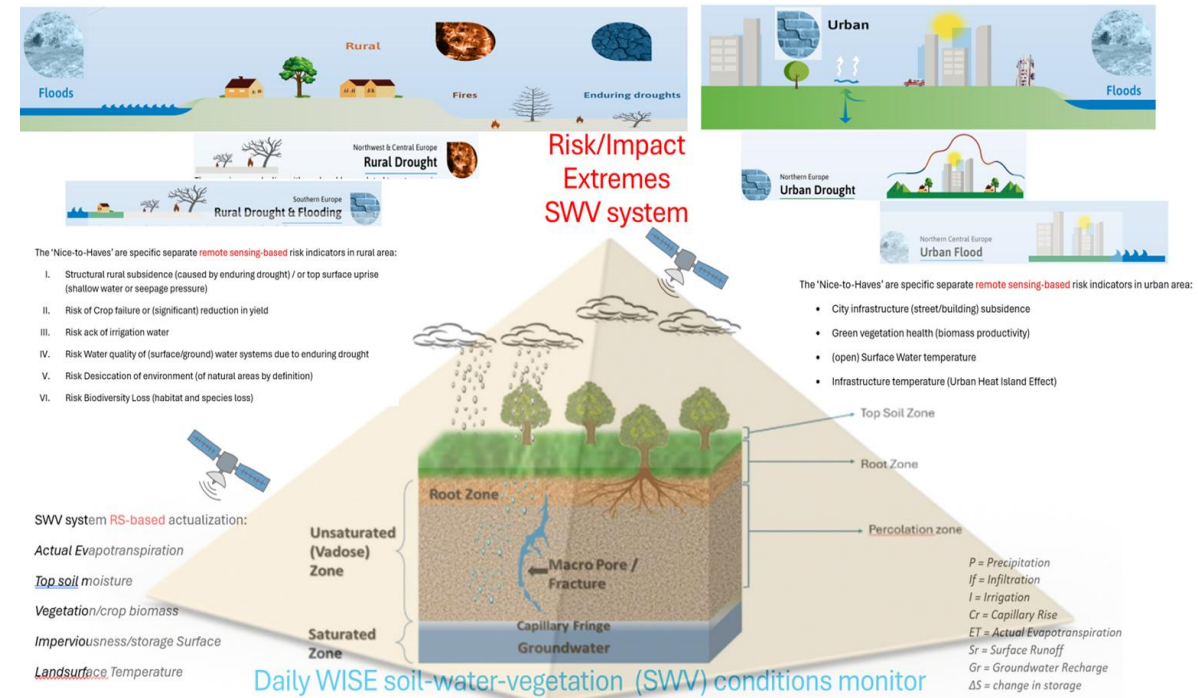 Floods
Rural
Fires
Enduring droughts
Urban
Floods
Northwest & Central Europe
Rural Drought
Southern Europe
Rural Drought & Flooding
Risk/Impact
Extremes
SWV system
Northern Europe
Urban Drought
Northern Central Europe
Urban Flood
The 'Nice-to-Haves' are specific separate remote sensing-based risk indicators in rural area:
I. Structural rural subsidence (caused by enduring drought) / or top surface uprise
(shallow water or seepage pressure)
II. Risk of Crop failure or (significant) reduction in yield
III. Risk ack of irrigation water
IV. Risk Water quality of (surface/ground) water systems due to enduring drought
V. Risk Desiccation of environment (of natural areas by definition)
VI. Risk Biodiversity Loss (habitat and species loss)
The 'Nice-to-Haves' are specific separate remote sensing-based risk indicators in urban area:
• City infrastructure (street/building) subsidence
• Green vegetation health (biomass productivity)
• (open) Surface Water temperature
• Infrastructure temperature (Urban Heat Island Effect)
SWV system RS-based actualization:
Actual Evapotranspiration
Top soil moisture
Vegetation/crop biomass
Imperviousness/storage Surface
Landsurface Temperature
Root Zone
Unsaturated
(Vadose)
Zone
Macro Pore /
Fracture
Capillary Fringe
Saturated
Zone
Groundwater
Top Soil Zone
Root Zone
Percolation zone
P = Precipitation
If = Infiltration
I = Irrigation
Cr = Capillary Rise
ET = Actual Evapotranspiration
Sr = Surface Runoff
Gr = Groundwater Recharge
ΔS = change in storage
Daily WISE soil-water-vegetation (SWV) conditions monitor